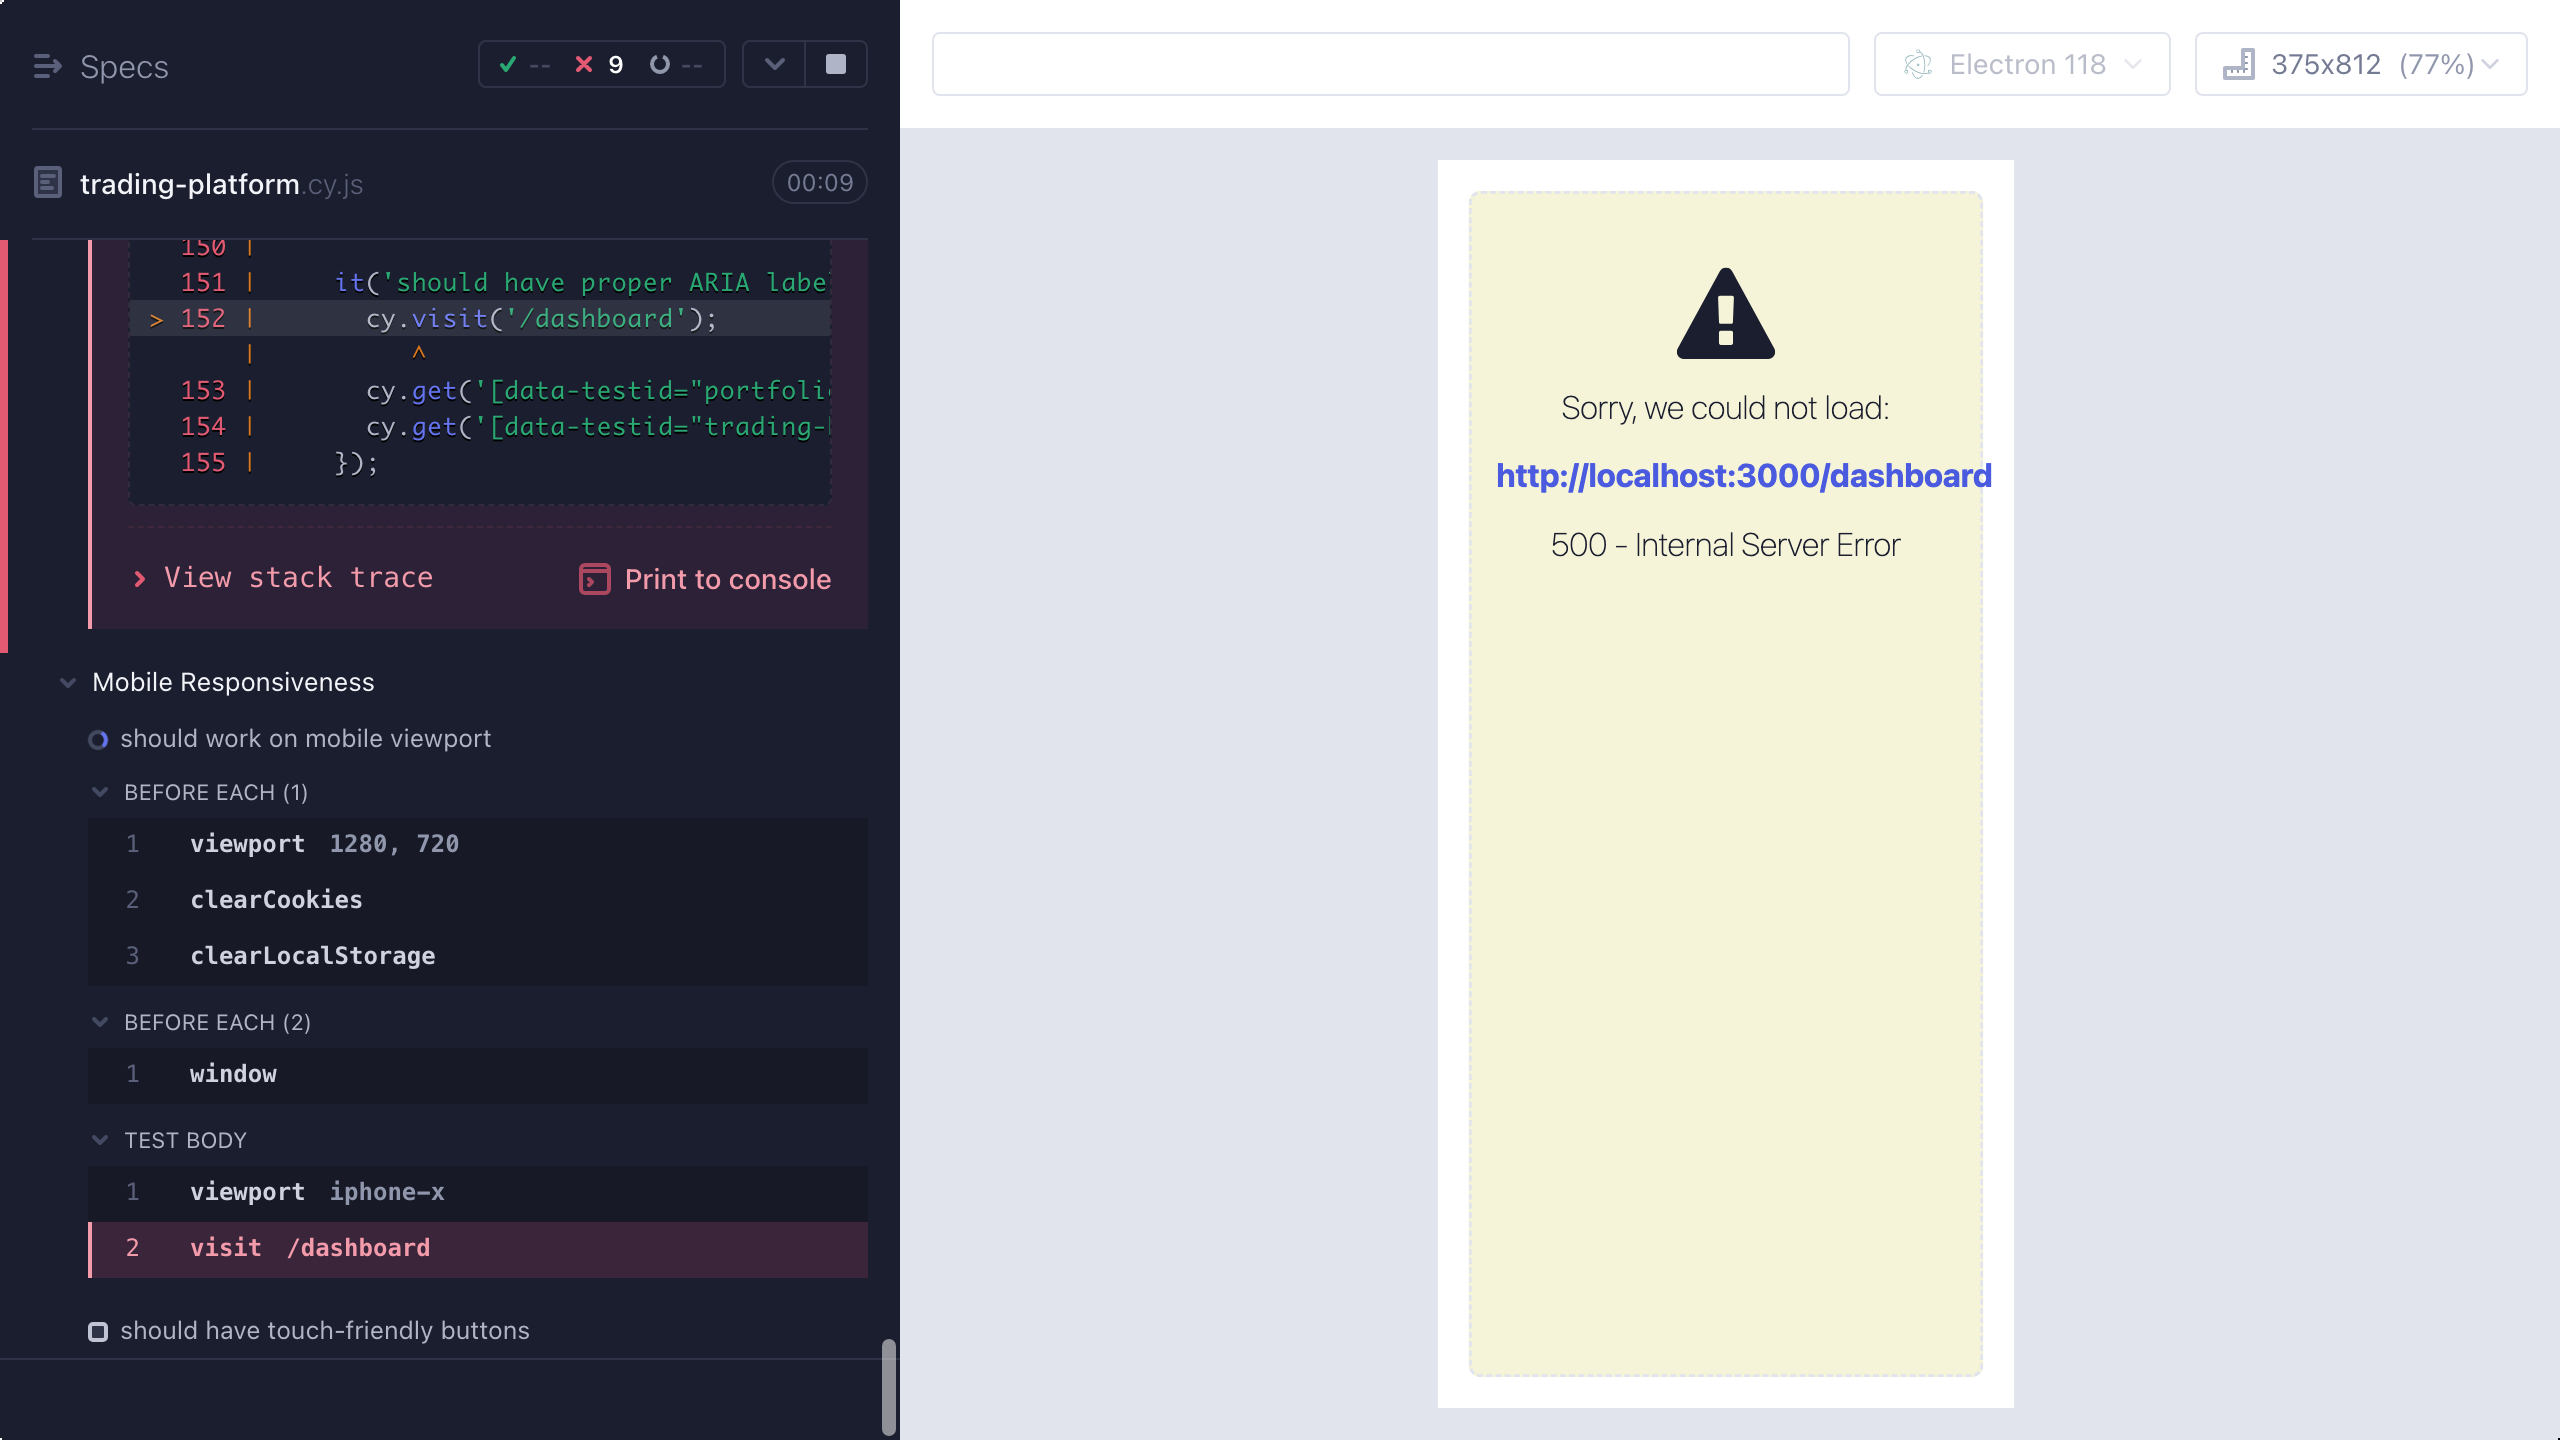 Specs
-- 9 --
trading-platform.cy.js
00:09
150 |
151 | it('should have proper ARIA labe
> 152 | cy.visit('/dashboard');
| ^
153 | cy.get('[data-testid="portfoli
154 | cy.get('[data-testid="trading-
155 | });
View stack trace
Print to console
Mobile Responsiveness
should work on mobile viewport
BEFORE EACH (1)
1 viewport 1280, 720
2 clearCookies
3 clearLocalStorage
BEFORE EACH (2)
1 window
TEST BODY
1 viewport iphone-x
2 visit /dashboard
should have touch-friendly buttons
Electron 118
375x812 (77%)
Sorry, we could not load:
http://localhost:3000/dashboard
500 - Internal Server Error